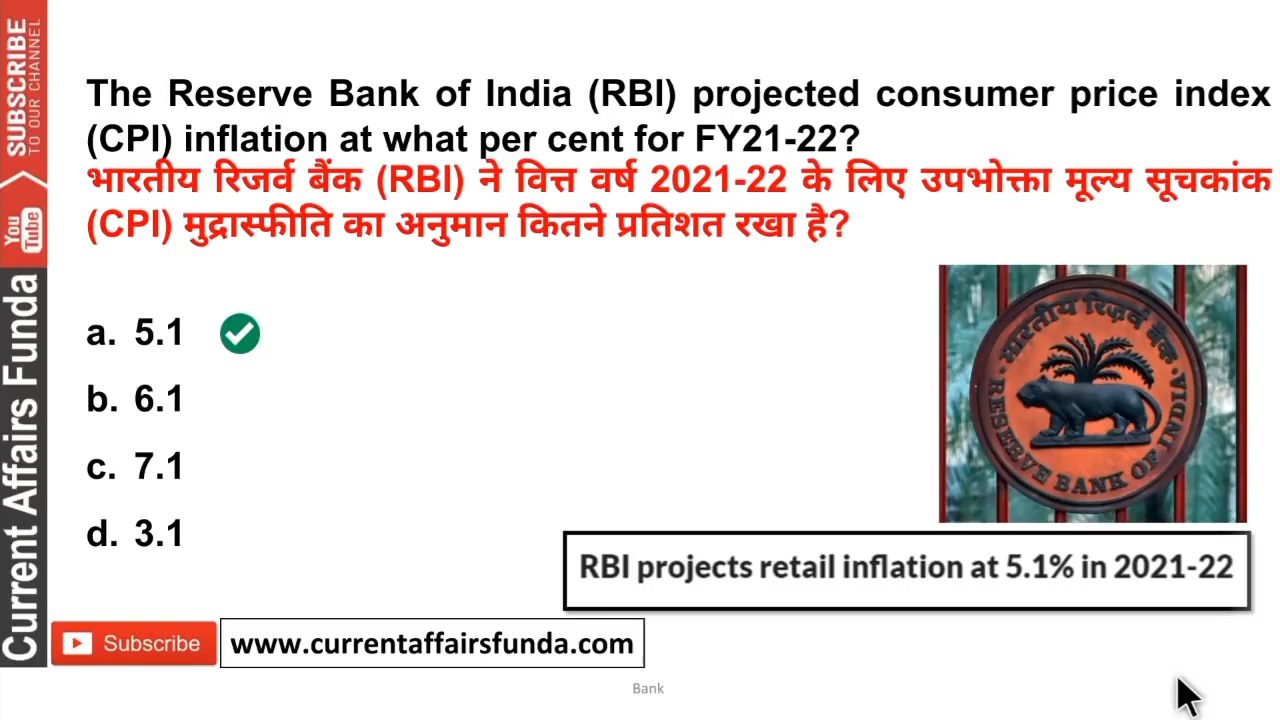 The Reserve Bank of India (RBI) projected consumer price index
(CPI) inflation at what per cent for FY21-22?
भारतीय रिजर्व बैंक (RBI) ने वित्त वर्ष 2021-22 के लिए उपभोक्ता मूल्य सूचकांक
(CPI) मुद्रास्फीति का अनुमान कितने प्रतिशत रखा है?
a. 5.1
b. 6.1
c. 7.1
d. 3.1
भारतीय रिज़र्व बैंक
RESERVE BANK OF INDIA
RBI projects retail inflation at 5.1% in 2021-22
Subscribe
www.currentaffairsfunda.com
Bank
SUBSCRIBE
TO OUR CHANNEL
You
Tube
Current Affairs Funda